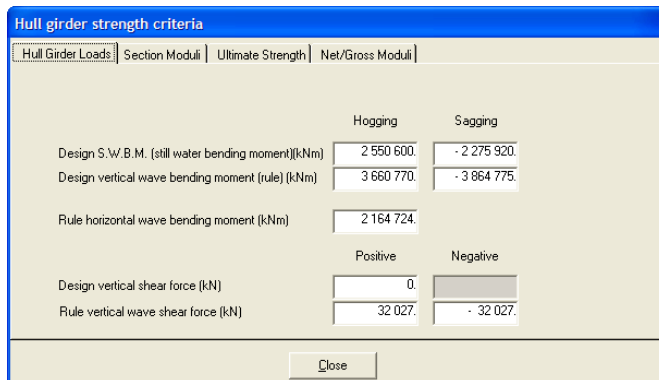 Hull girder strength criteria
Hull Girder Loads Section Moduli Ultimate Strength Net/Gross Moduli
Hogging Sagging
Design S.W.B.M. (still water bending moment)(kNm) 2 550 600. - 2 275 920.
Design vertical wave bending moment (rule) (kNm) 3 660 770. - 3 864 775.
Rule horizontal wave bending moment (kNm) 2 164 724.
Positive Negative
Design vertical shear force (kN) 0.
Rule vertical wave shear force (kN) 32 027. - 32 027.
Close